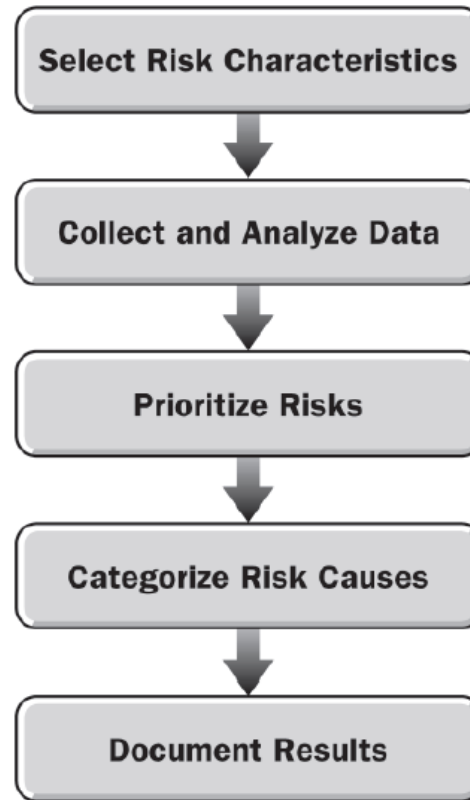 Select Risk Characteristics
Collect and Analyze Data
Prioritize Risks
Categorize Risk Causes
Document Results